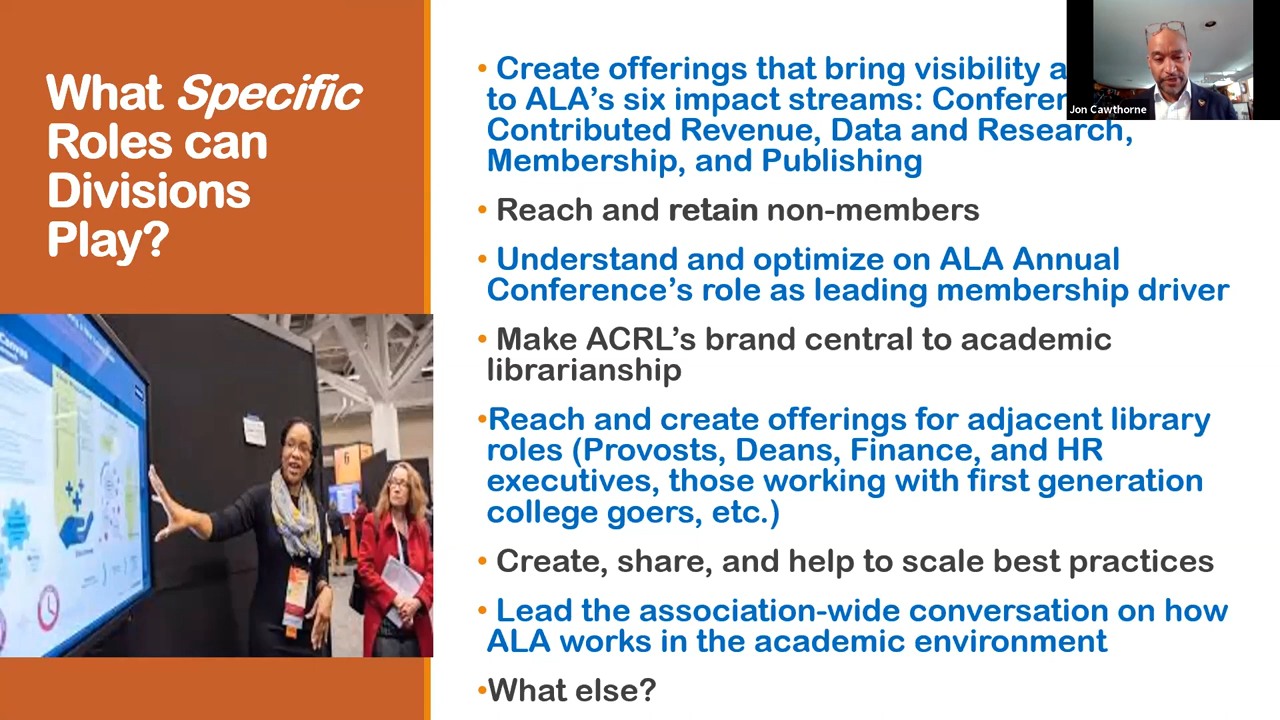 What Specific
Roles can
Divisions
Play?
• Create offerings that bring visibility a
to ALA's six impact streams: Conferen
Contributed Revenue, Data and Research,
Membership, and Publishing
• Reach and retain non-members
• Understand and optimize on ALA Annual
Conference's role as leading membership driver
• Make ACRL's brand central to academic
librarianship
•Reach and create offerings for adjacent library
roles (Provosts, Deans, Finance, and HR
executives, those working with first generation
college goers, etc.)
• Create, share, and help to scale best practices
• Lead the association-wide conversation on how
ALA works in the academic environment
•What else?
Jon Cawthorne